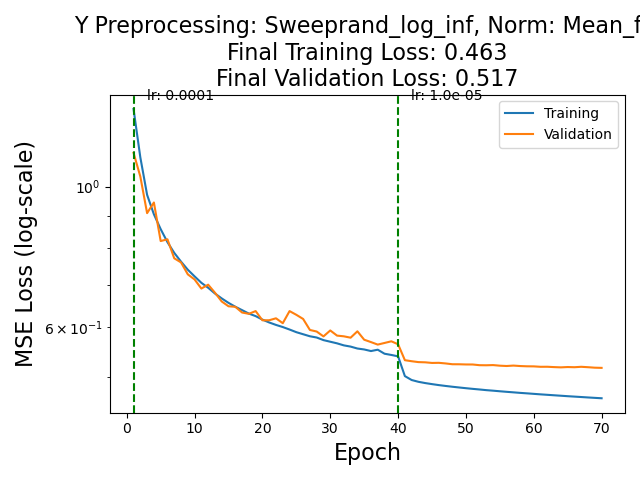 Y Preprocessing: Sweeprand_log_inf, Norm: Mean_f
Final Training Loss: 0.463
Final Validation Loss: 0.517
lr: 0.0001
lr: 1.0e-05
Training
Validation
MSE Loss (log-scale)
10⁰
6 × 10⁻¹
0 10 20 30 40 50 60 70
Epoch